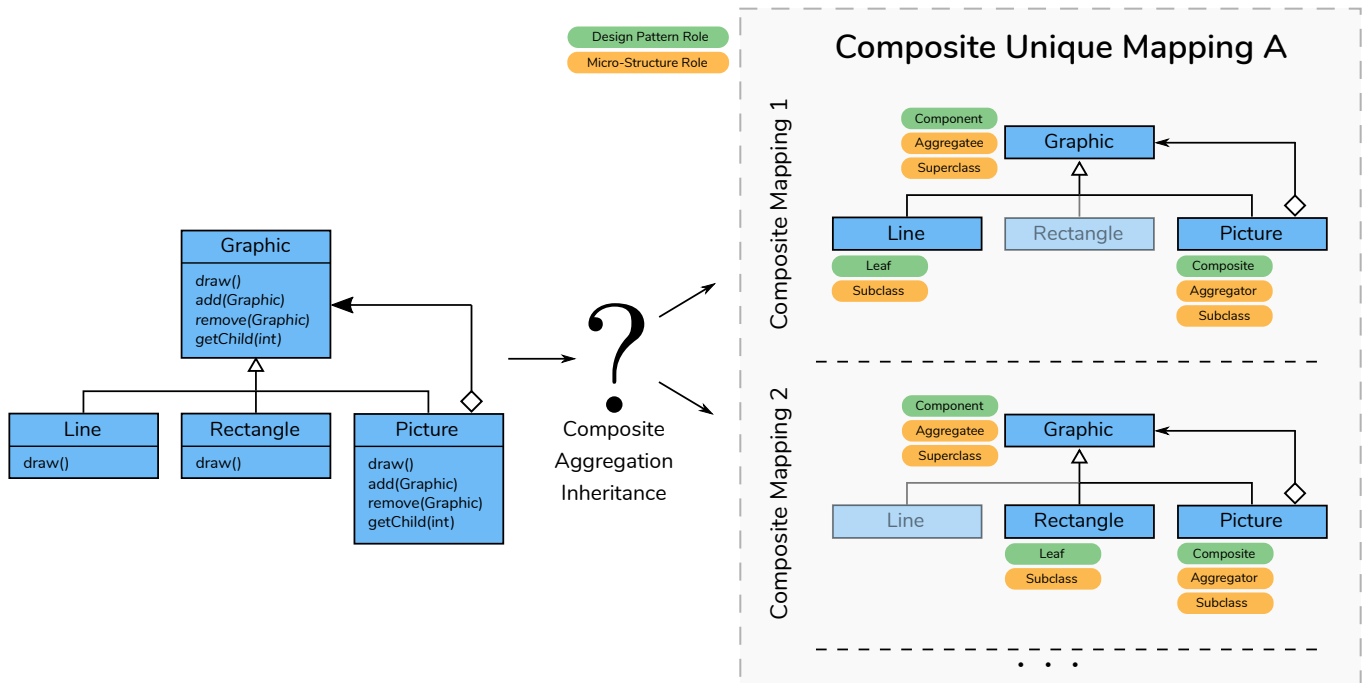 Design Pattern Role
Micro-Structure Role
Graphic
draw()
add(Graphic)
remove(Graphic)
getChild(int)
Line
draw()
Rectangle
draw()
Picture
draw()
add(Graphic)
remove(Graphic)
getChild(int)
?
Composite
Aggregation
Inheritance
Composite Unique Mapping A
Composite Mapping 1
Component
Aggregatee
Superclass
Graphic
Line
Rectangle
Picture
Leaf
Subclass
Composite
Aggregator
Subclass
Composite Mapping 2
Component
Aggregatee
Superclass
Graphic
Line
Rectangle
Picture
Leaf
Subclass
Composite
Aggregator
Subclass
. . .